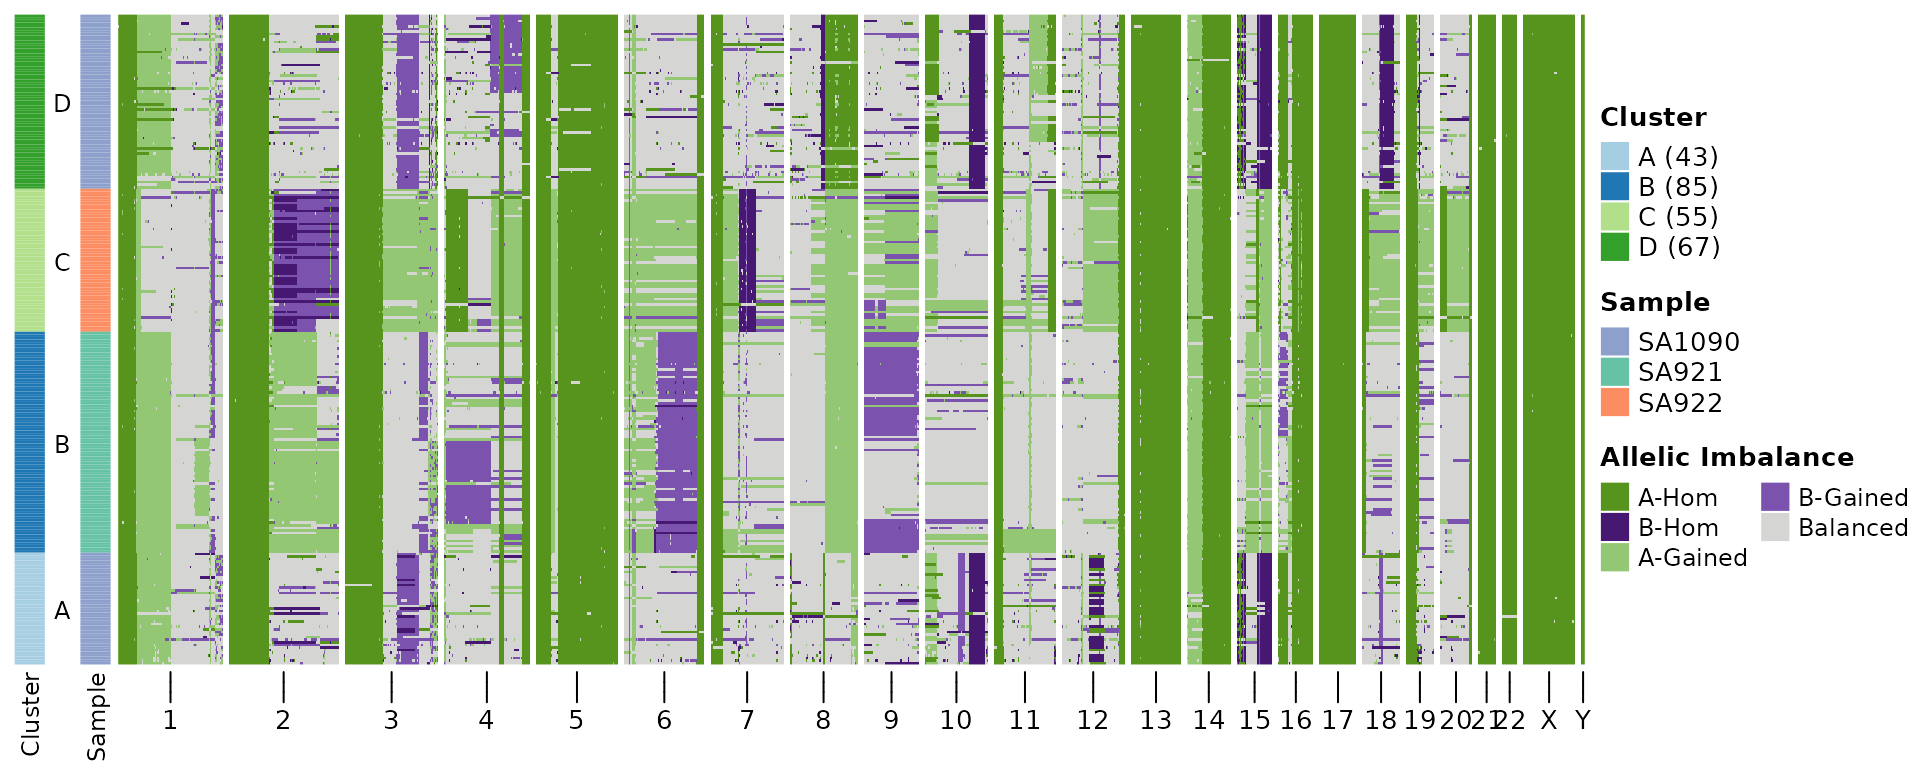 D
C
B
A
Cluster
Sample
1 2 3 4 5 6 7 8 9 10 11 12 13 14 15 16 17 18 19 20 21 22 X Y
Cluster
A (43)
B (85)
C (55)
D (67)
Sample
SA1090
SA921
SA922
Allelic Imbalance
A-Hom
B-Hom
A-Gained
B-Gained
Balanced